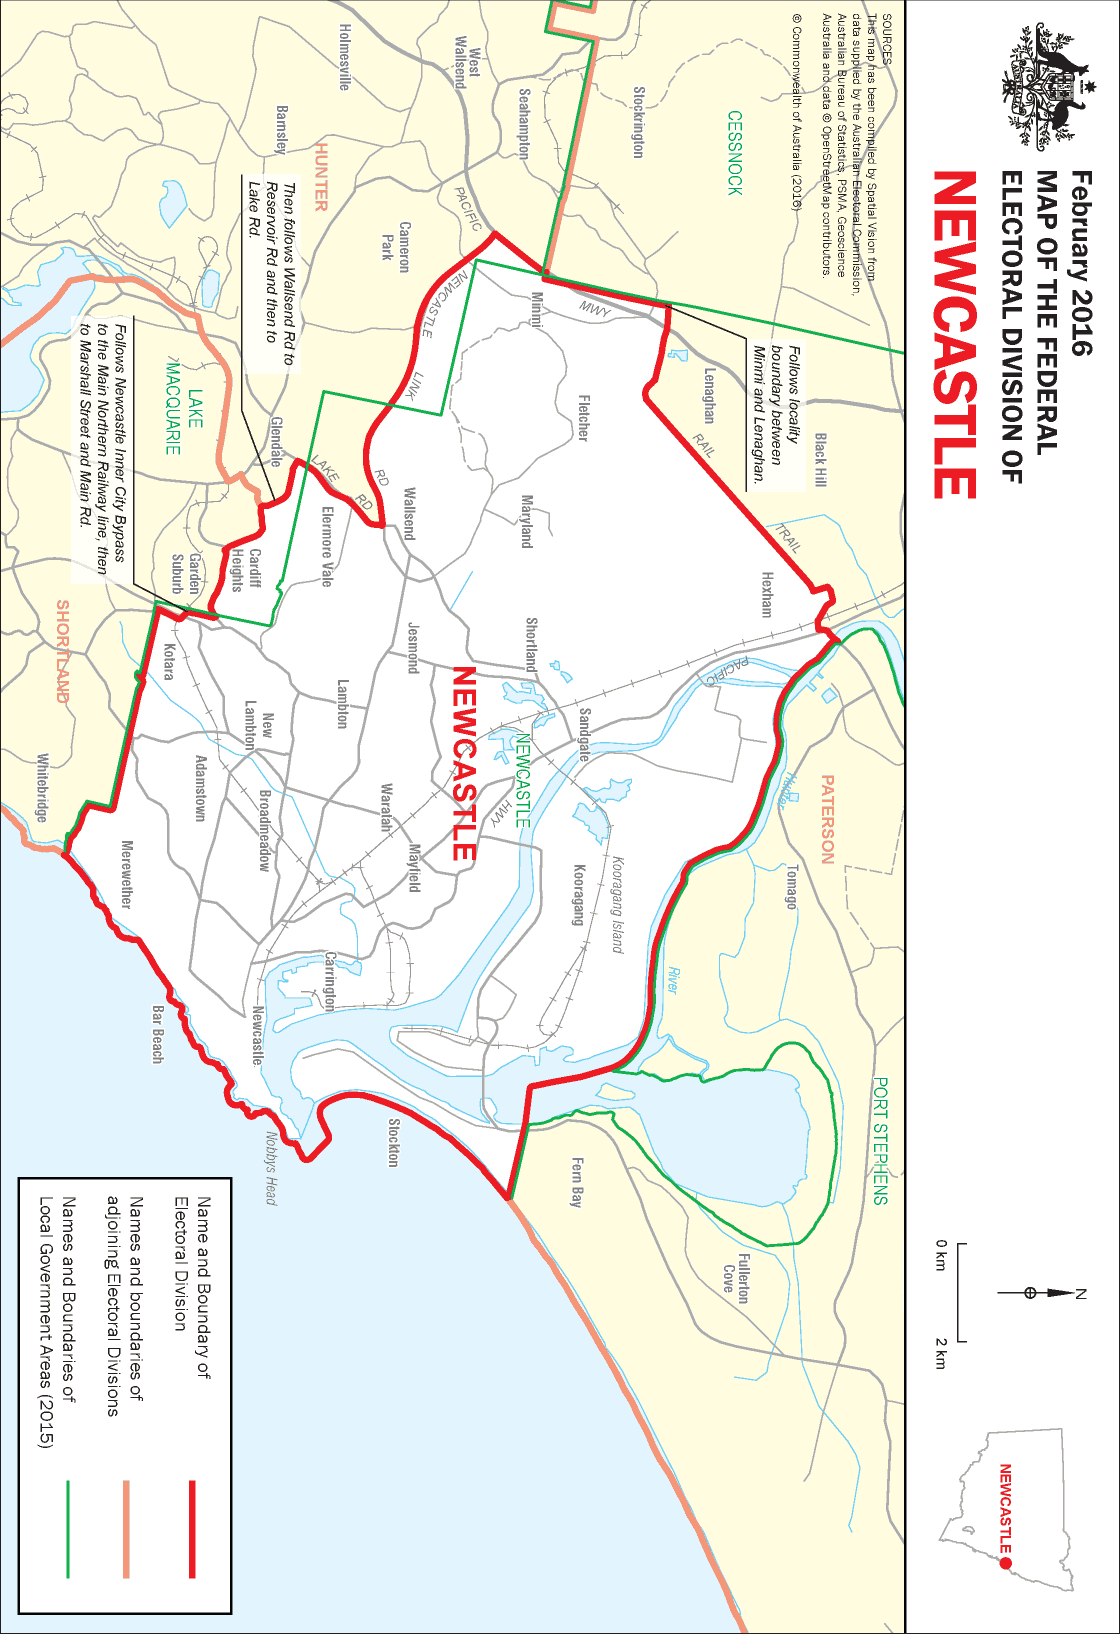 February 2016
MAP OF THE FEDERAL
ELECTORAL DIVISION OF
NEWCASTLE
AUSTRALIA
0 km
2 km
N
NEWCASTLE
SOURCES
This map has been compiled by Spatial Vision from
data supplied by the Australian Electoral Commission,
Australian Bureau of Statistics, PSMA, Geoscience
Australia and data © OpenStreetMap contributors.
© Commonwealth of Australia (2016)
CESSNOCK
Stockrington
Seahampton
West
Wallsend
Holmesville
Barnsley
HUNTER
PACIFIC
Cameron
Park
NEWCASTLE
LINK
RD
Minmi
MWY
Follows locality
boundary between
Minmi and Lenaghan.
Lenaghan
Black Hill
RAIL
TRAIL
Fletcher
Maryland
Hexham
Then follows Wallsend Rd to
Reservoir Rd and then to
Lake Rd.
Follows Newcastle Inner City Bypass
to the Main Northern Railway line, then
to Marshall Street and Main Rd.
LAKE
MACQUARIE
Glendale
LAKE
RD
Wallsend
Elermore Vale
Cardiff
Heights
Garden
Suburb
SHORTLAND
Kotara
Jesmond
Shortland
PACIFIC
HWY
Lambton
New
Lambton
NEWCASTLE
NEWCASTLE
Sandgate
Hunter
River
PATERSON
Tomago
Whitebridge
Adamstown
Broadmeadow
Waratah
Mayfield
Merewether
Kooragang
Kooragang Island
Carrington
Newcastle
Bar Beach
Nobbys Head
Stockton
Fern Bay
Fullerton
Cove
PORT STEPHENS
Name and Boundary of
Electoral Division
Names and boundaries of
adjoining Electoral Divisions
Names and Boundaries of
Local Government Areas (2015)